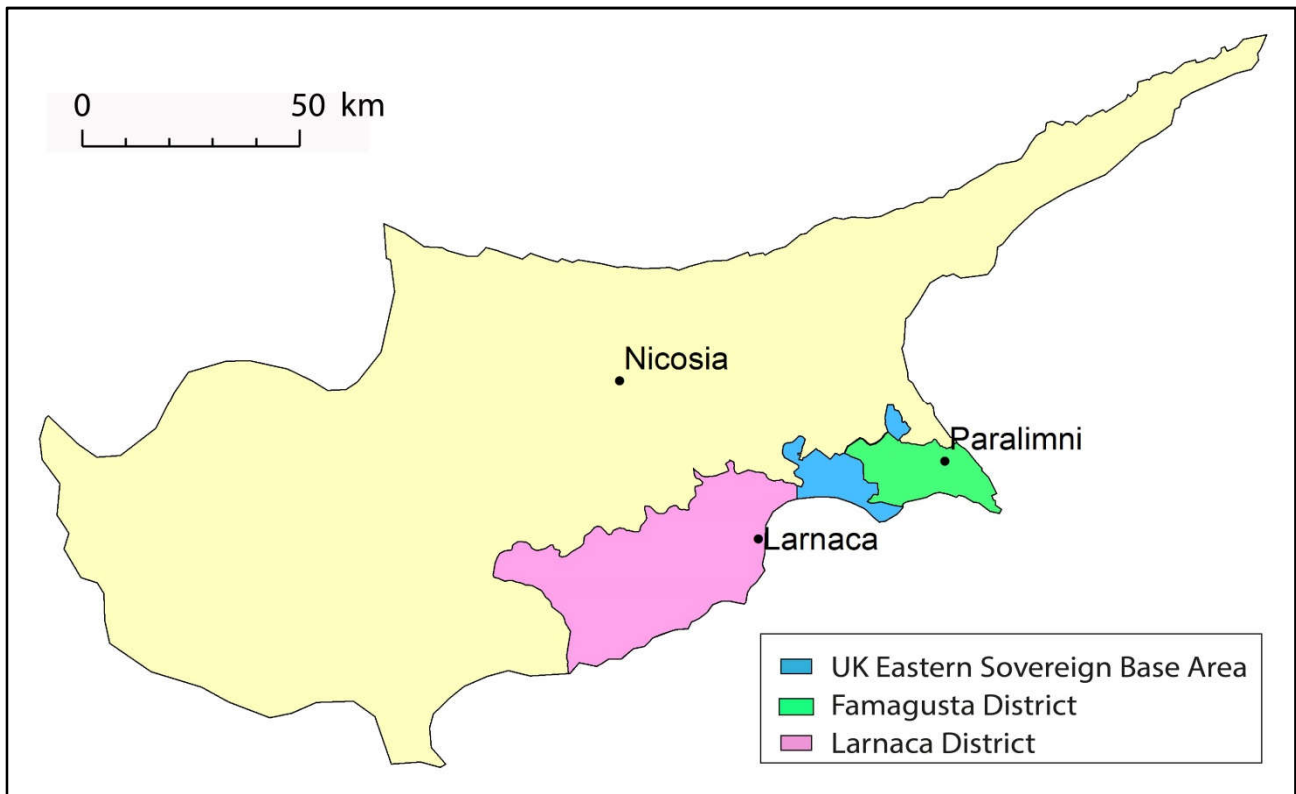 0 50 km
Nicosia
Paralimni
Larnaca
UK Eastern Sovereign Base Area
Famagusta District
Larnaca District